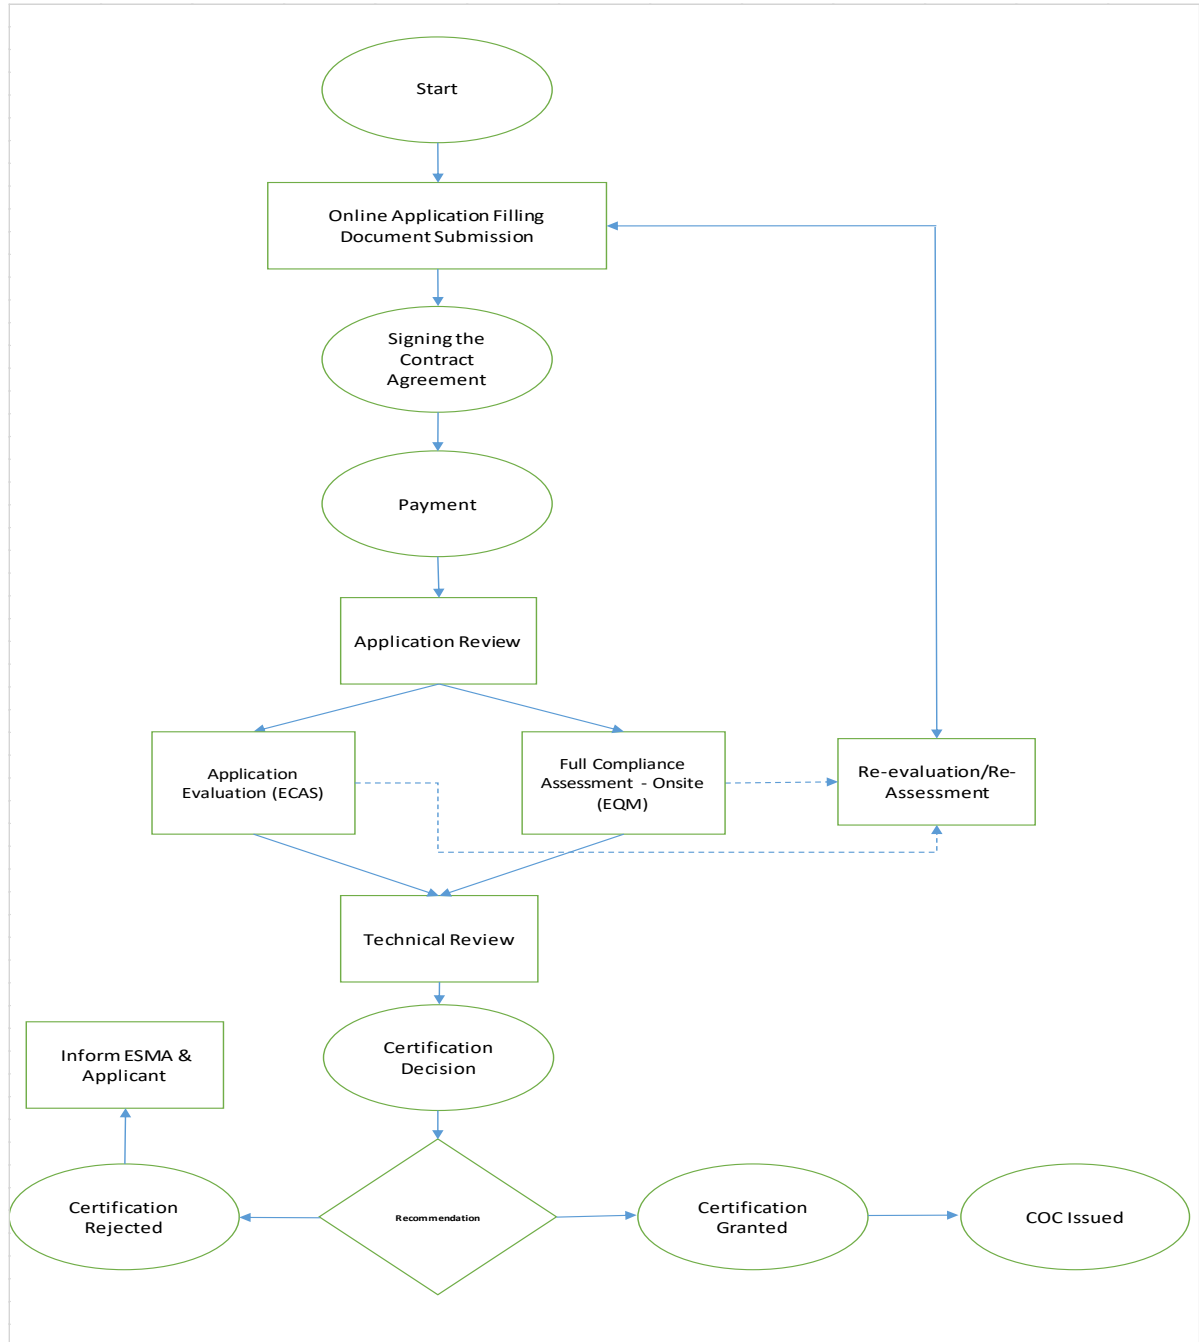 Start
Online Application Filling
Document Submission
Signing the
Contract
Agreement
Payment
Application Review
Application
Evaluation (ECAS)
Full Compliance
Assessment - Onsite
(EQM)
Re-evaluation/Re-
Assessment
Technical Review
Inform ESMA &
Applicant
Certification
Decision
Certification
Rejected
Recommendation
Certification
Granted
COC Issued